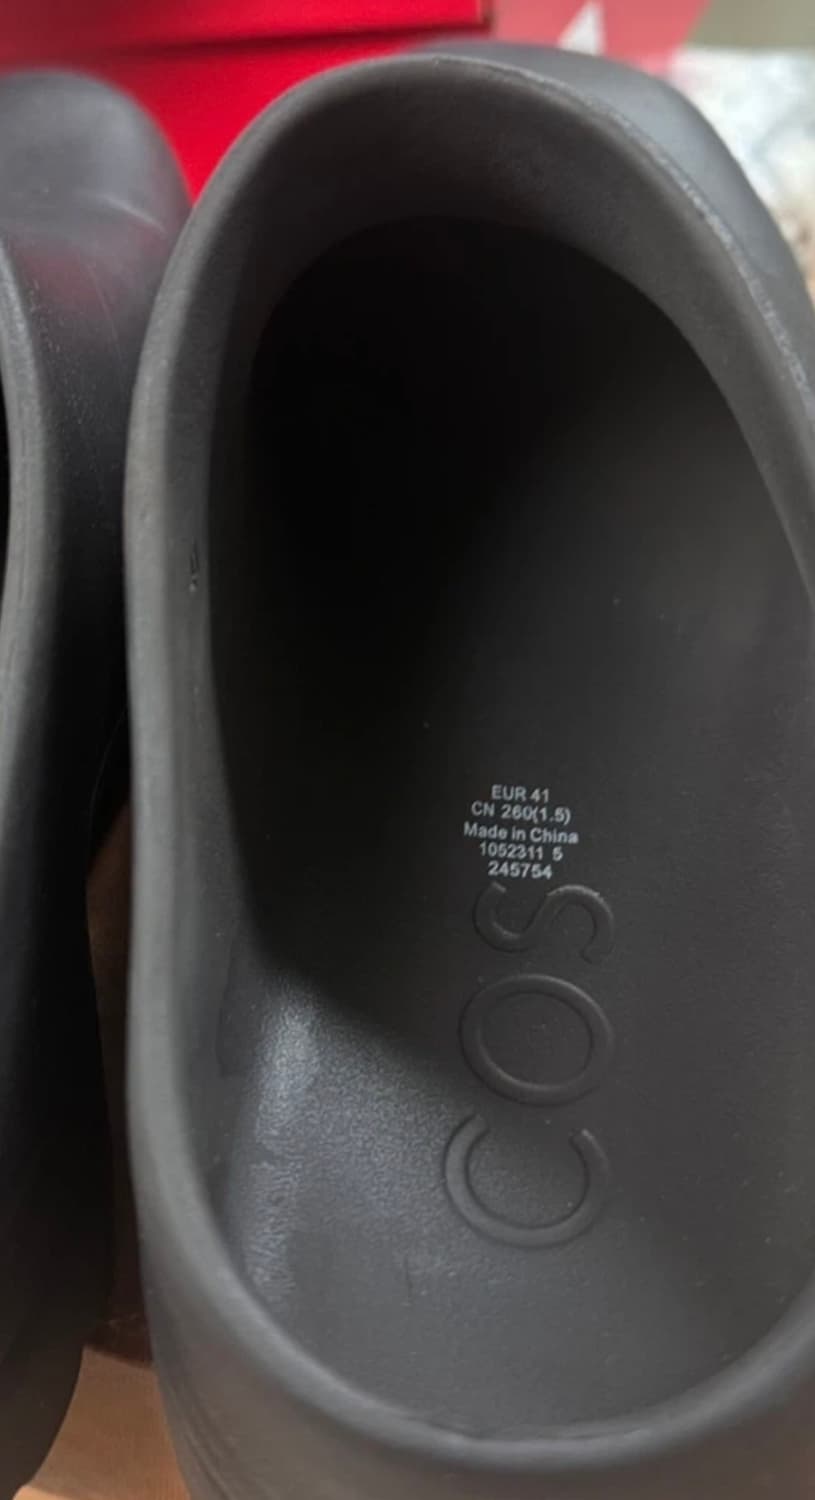 EUR 41
CN 260(1.5)
Made in China
1052311 5
245754
COS